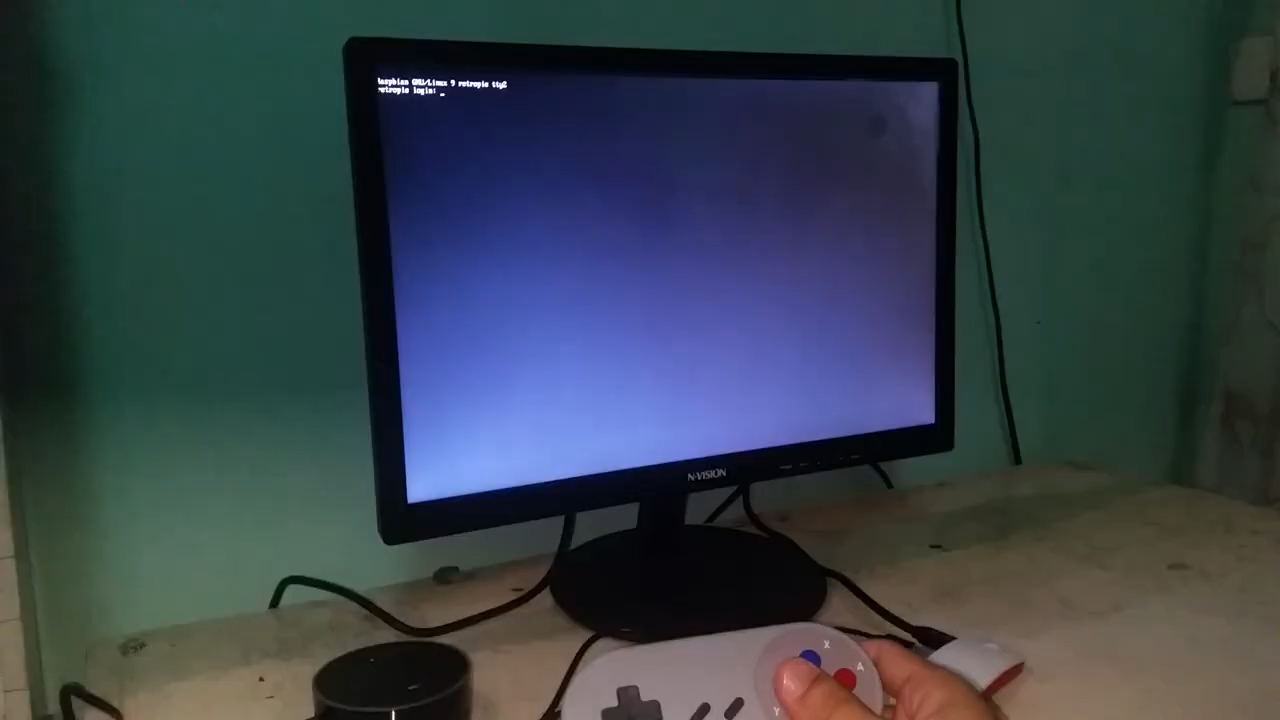 Raspbian GNU/Linux 9 retropie tty2
retropie login: _
N-VISION
X
A
Y